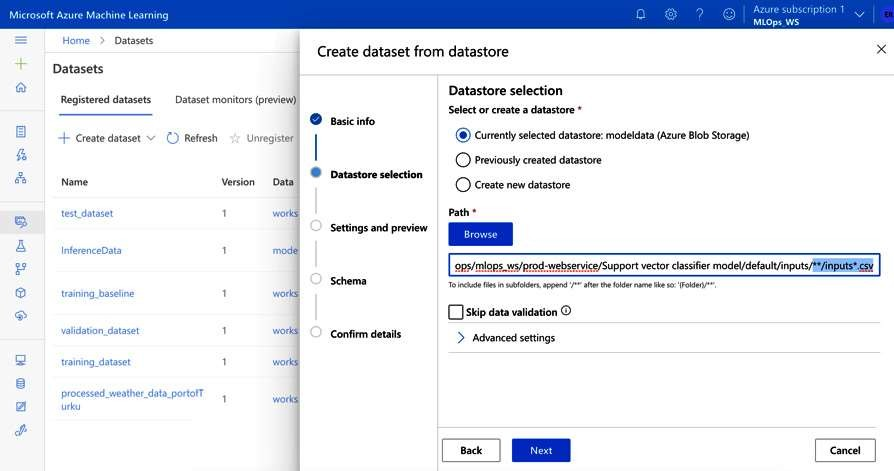 Microsoft Azure Machine Learning
Azure subscription 1
MLOps_WS
Home > Datasets
Datasets
Registered datasets Dataset monitors (preview)
Create dataset Refresh Unregister
Name Version Data
test_dataset 1 works
InferenceData 1 mode
training_baseline 1 works
validation_dataset 1 works
training_dataset 1 works
processed_weather_data_portofT
urku 1 works
Create dataset from datastore
Basic info
Datastore selection
Settings and preview
Schema
Confirm details
Datastore selection
Select or create a datastore *
Currently selected datastore: modeldata (Azure Blob Storage)
Previously created datastore
Create new datastore
Path *
Browse
ops/mlops_ws/prod-webservice/Support vector classifier model/default/inputs/**/inputs*.csv
To include files in subfolders, append '/**' after the folder name like so: '{Folder}/**'.
Skip data validation
Advanced settings
Back Next Cancel